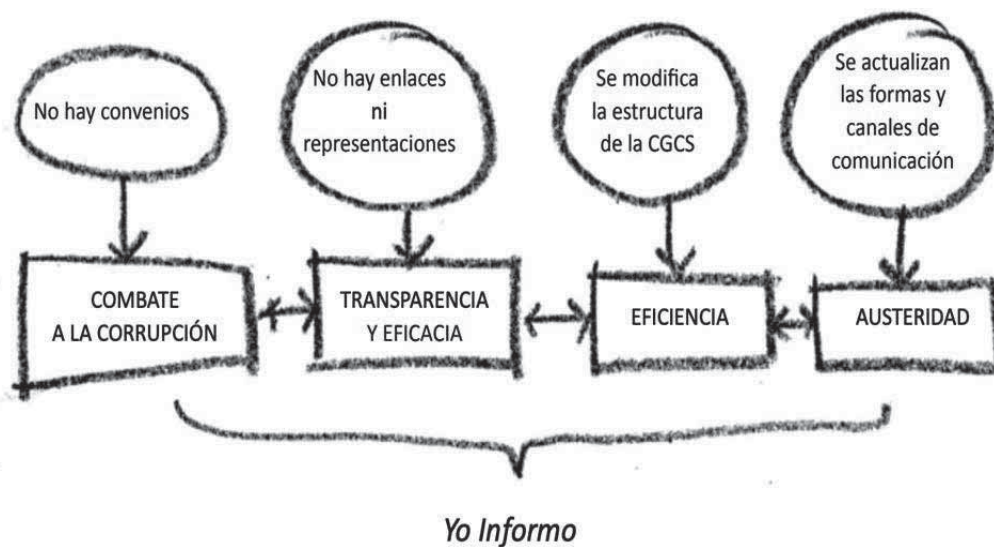 No hay convenios
No hay enlaces
ni
representaciones
Se modifica
la estructura
de la CGCS
Se actualizan
las formas y
canales de
comunicación
COMBATE
A LA CORRUPCIÓN
TRANSPARENCIA
Y EFICACIA
EFICIENCIA
AUSTERIDAD
Yo Informo